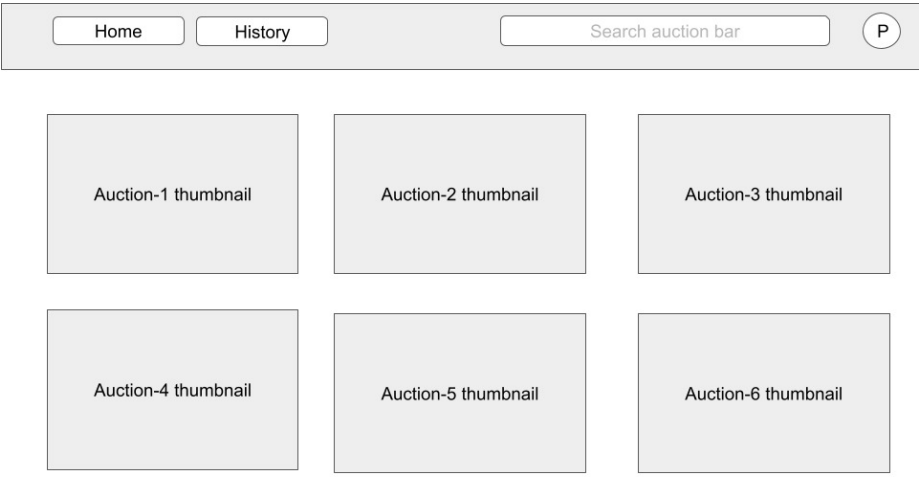 Home
History
Search auction bar
P
Auction-1 thumbnail
Auction-2 thumbnail
Auction-3 thumbnail
Auction-4 thumbnail
Auction-5 thumbnail
Auction-6 thumbnail